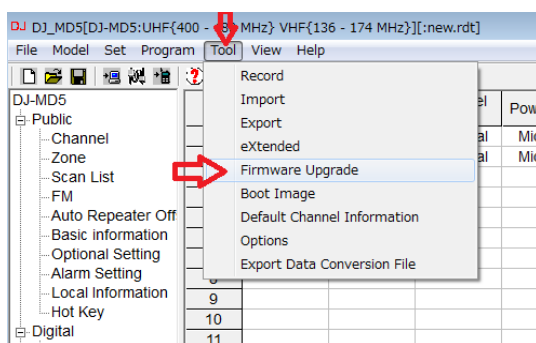 DJ_MD5[DJ-MD5:UHF{400 - 480 MHz} VHF{136 - 174 MHz}][:new.rdt]
File Model Set Program Tool View Help
DJ-MD5
Public
Channel
Zone
Scan List
FM
Auto Repeater Off
Basic information
Optional Setting
Alarm Setting
Local Information
Hot Key
Digital
Record
Import
Export
eXtended
Firmware Upgrade
Boot Image
Default Channel Information
Options
Export Data Conversion File
el Pow
al Mi
al Mi
9
10
11